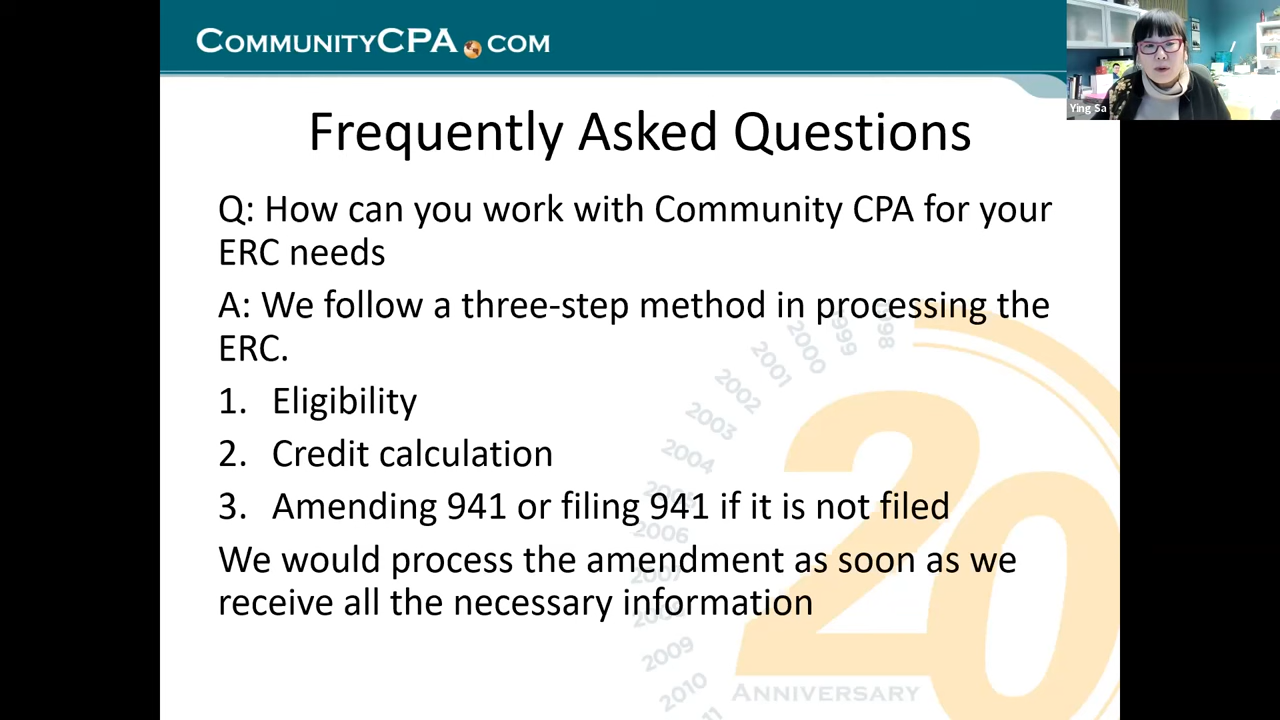 COMMUNITYCPA.COM
Ying Sa
Frequently Asked Questions
Q: How can you work with Community CPA for your
ERC needs
A: We follow a three-step method in processing the
ERC.
1. Eligibility
2. Credit calculation
3. Amending 941 or filing 941 if it is not filed
We would process the amendment as soon as we
receive all the necessary information
2000
2001
2002
2003
2004
2006
2009
2010
20
ANNIVERSARY